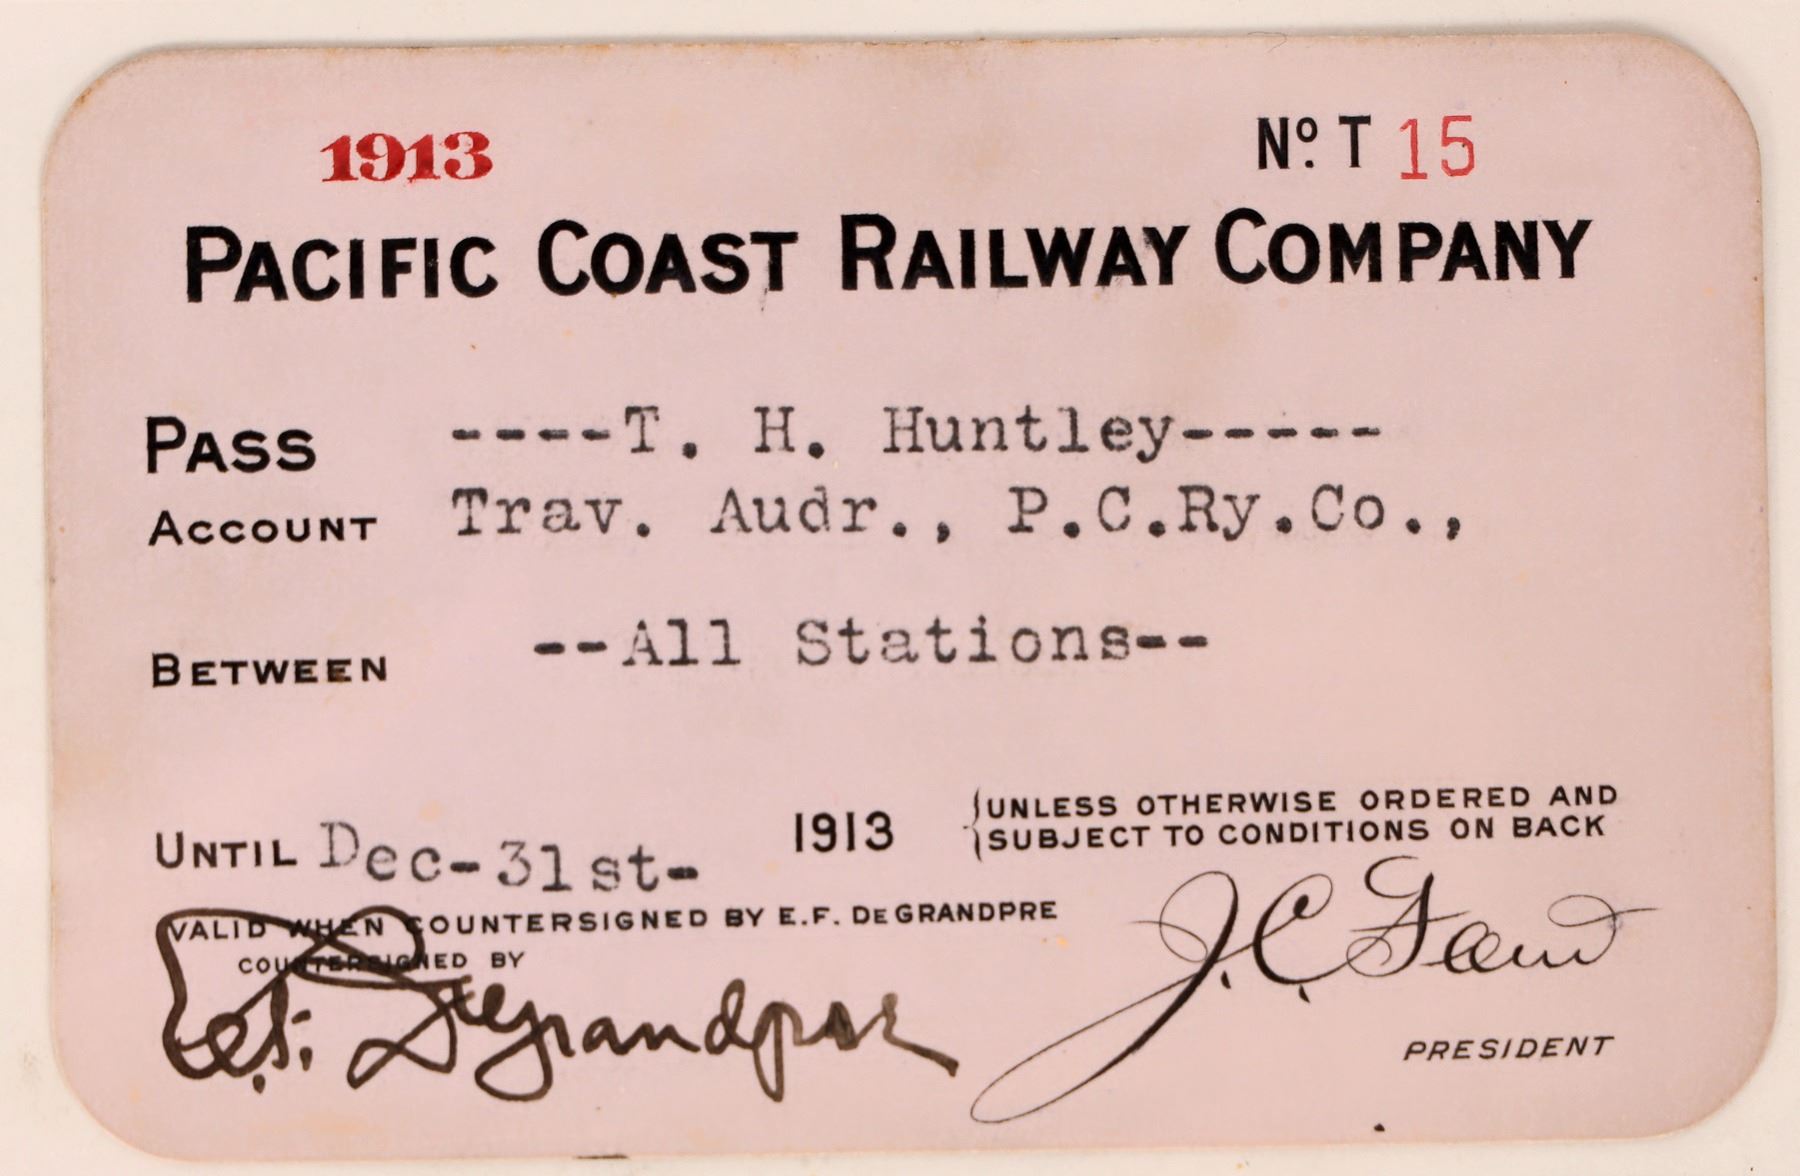 1913 Nº. T 15
PACIFIC COAST RAILWAY COMPANY
PASS ----T. H. Huntley------
ACCOUNT Trav. Audr., P.C.Ry.Co.,
BETWEEN --All Stations--
UNTIL Dec-31st- 1913 { UNLESS OTHERWISE ORDERED AND
SUBJECT TO CONDITIONS ON BACK
VALID WHEN COUNTERSIGNED BY E.F. DEGRANDPRE
COUNTERSIGNED BY
E.F. DeGrandpre
J. C. Ford
PRESIDENT